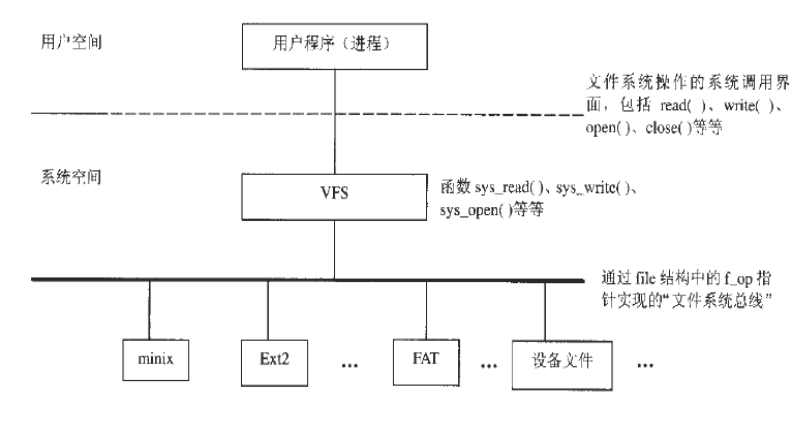 用户空间
用户程序（进程）
文件系统操作的系统调用界
面，包括 read( )、write( )、
open( )、close( )等等
系统空间
VFS
函数 sys_read( )、sys_write( )、
sys_open( )等等
通过 file 结构中的 f_op 指
针实现的“文件系统总线”
minix
Ext2
...
FAT
...
设备文件
...